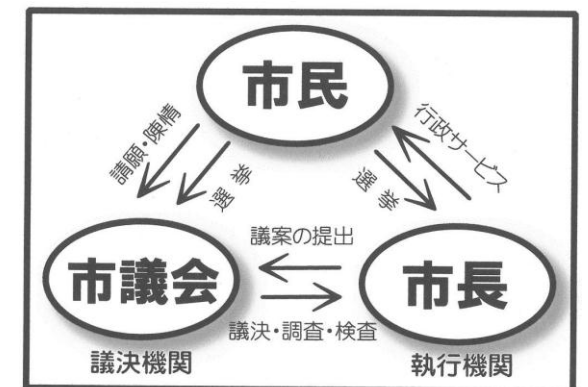 市民
請願・陳情
選挙
選挙
行政サービス
議案の提出
市議会
市長
議決・調査・検査
議決機関
執行機関